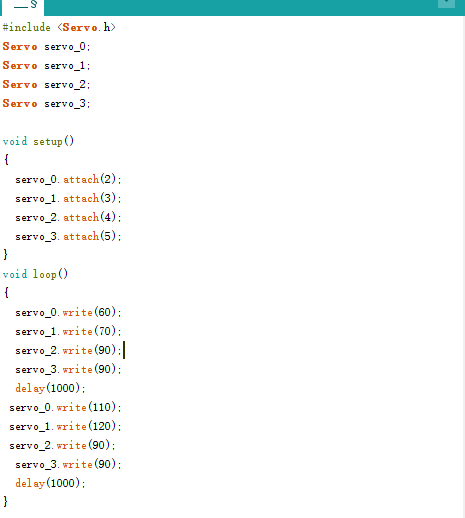 #include <Servo.h>
Servo servo_0;
Servo servo_1;
Servo servo_2;
Servo servo_3;

void setup()
{
  servo_0.attach(2);
  servo_1.attach(3);
  servo_2.attach(4);
  servo_3.attach(5);
}
void loop()
{
  servo_0.write(60);
  servo_1.write(70);
  servo_2.write(90);
  servo_3.write(90);
  delay(1000);
 servo_0.write(110);
 servo_1.write(120);
 servo_2.write(90);
  servo_3.write(90);
  delay(1000);
}